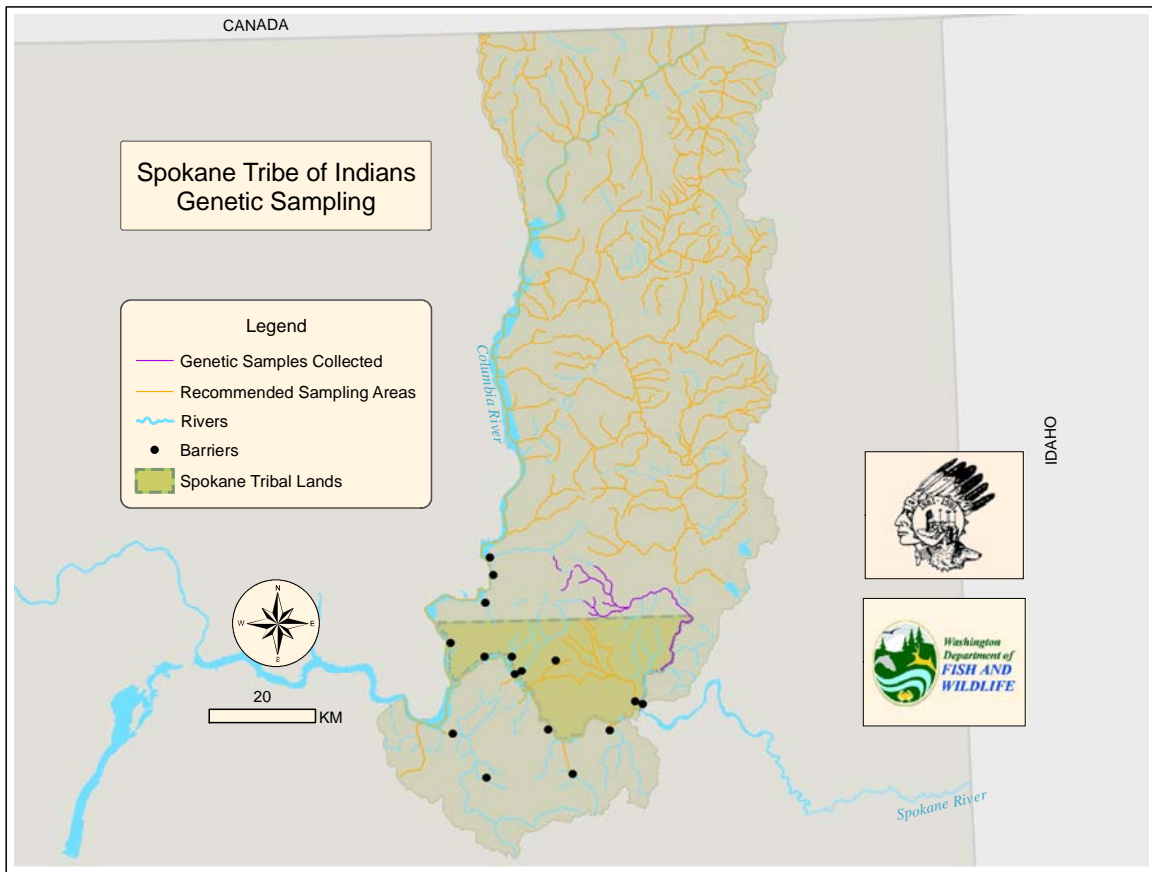 CANADA
Spokane Tribe of Indians
Genetic Sampling
Legend
Genetic Samples Collected
Recommended Sampling Areas
Rivers
Barriers
Spokane Tribal Lands
Columbia River
IDAHO
N
W
E
S
20
KM
Washington
Department of
FISH AND
WILDLIFE
Spokane River